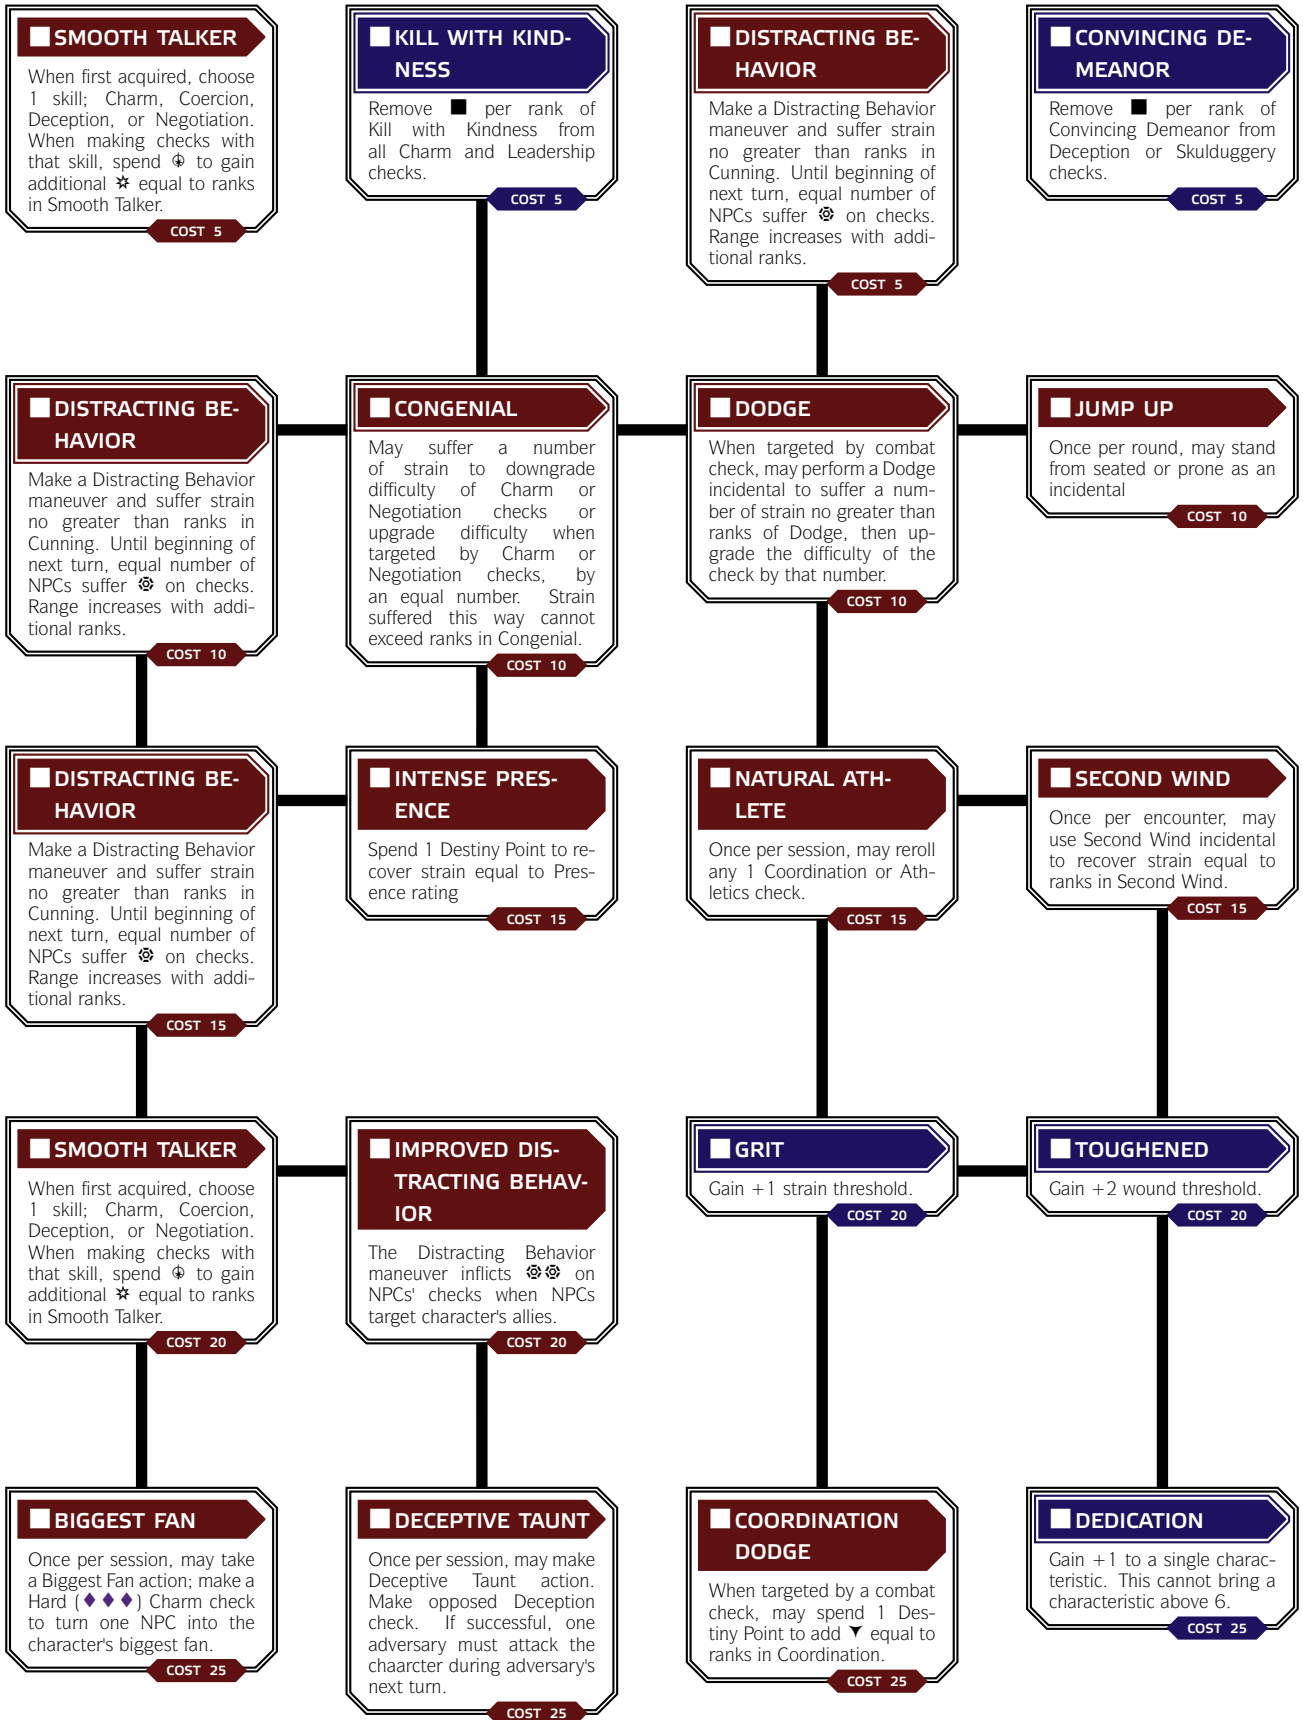 SMOOTH TALKER
When first acquired, choose
1 skill; Charm, Coercion,
Deception, or Negotiation.
When making checks with
that skill, spend to gain
additional equal to ranks
in Smooth Talker.
COST 5
KILL WITH KIND-
NESS
Remove ■ per rank of
Kill with Kindness from
all Charm and Leadership
checks.
COST 5
DISTRACTING BE-
HAVIOR
Make a Distracting Behavior
maneuver and suffer strain
no greater than ranks in
Cunning. Until beginning of
next turn, equal number of
NPCs suffer on checks.
Range increases with addi-
tional ranks.
COST 5
CONVINCING DE-
MEANOR
Remove ■ per rank of
Convincing Demeanor from
Deception or Skulduggery
checks.
COST 5
DISTRACTING BE-
HAVIOR
Make a Distracting Behavior
maneuver and suffer strain
no greater than ranks in
Cunning. Until beginning of
next turn, equal number of
NPCs suffer on checks.
Range increases with addi-
tional ranks.
COST 10
CONGENIAL
May suffer a number
of strain to downgrade
difficulty of Charm or
Negotiation checks or
upgrade difficulty when
targeted by Charm or
Negotiation checks, by
an equal number. Strain
suffered this way cannot
exceed ranks in Congenial.
COST 10
DODGE
When targeted by combat
check, may perform a Dodge
incidental to suffer a num-
ber of strain no greater than
ranks of Dodge, then up-
grade the difficulty of the
check by that number.
COST 10
JUMP UP
Once per round, may stand
from seated or prone as an
incidental
COST 10
DISTRACTING BE-
HAVIOR
Make a Distracting Behavior
maneuver and suffer strain
no greater than ranks in
Cunning. Until beginning of
next turn, equal number of
NPCs suffer on checks.
Range increases with addi-
tional ranks.
COST 15
INTENSE PRES-
ENCE
Spend 1 Destiny Point to re-
cover strain equal to Pres-
ence rating
COST 15
NATURAL ATH-
LETE
Once per session, may reroll
any 1 Coordination or Ath-
letics check.
COST 15
SECOND WIND
Once per encounter, may
use Second Wind incidental
to recover strain equal to
ranks in Second Wind.
COST 15
SMOOTH TALKER
When first acquired, choose
1 skill; Charm, Coercion,
Deception, or Negotiation.
When making checks with
that skill, spend to gain
additional equal to ranks
in Smooth Talker.
COST 20
IMPROVED DIS-
TRACTING BEHAV-
IOR
The Distracting Behavior
maneuver inflicts on
NPCs' checks when NPCs
target character's allies.
COST 20
GRIT
Gain +1 strain threshold.
COST 20
TOUGHENED
Gain +2 wound threshold.
COST 20
BIGGEST FAN
Once per session, may take
a Biggest Fan action; make a
Hard (♦ ♦ ♦) Charm check
to turn one NPC into the
character's biggest fan.
COST 25
DECEPTIVE TAUNT
Once per session, may make
Deceptive Taunt action.
Make opposed Deception
check. If successful, one
adversary must attack the
chaarcter during adversary's
next turn.
COST 25
COORDINATION
DODGE
When targeted by a combat
check, may spend 1 Des-
tiny Point to add equal to
ranks in Coordination.
COST 25
DEDICATION
Gain +1 to a single charac-
teristic. This cannot bring a
characteristic above 6.
COST 25